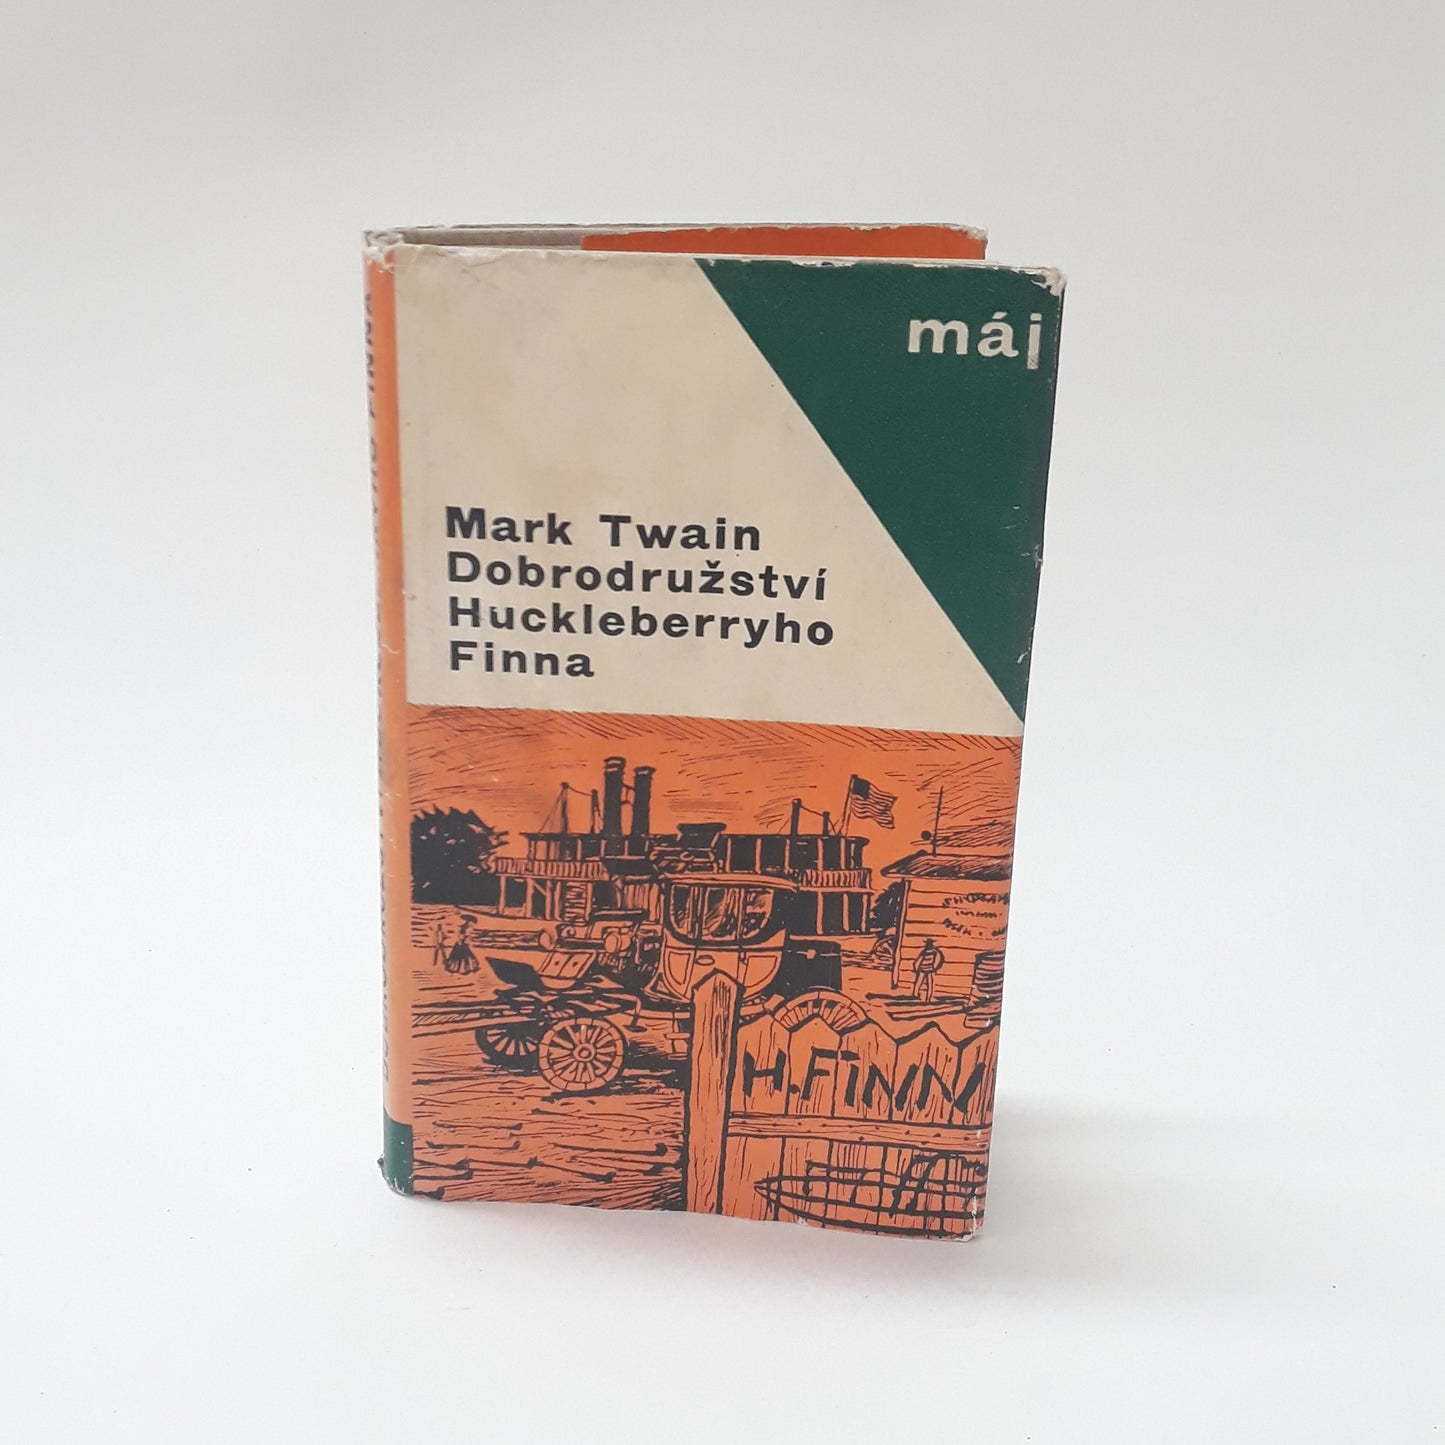 máj
Mark Twain
Dobrodružství
Huckleberryho
Finna
H. FINN